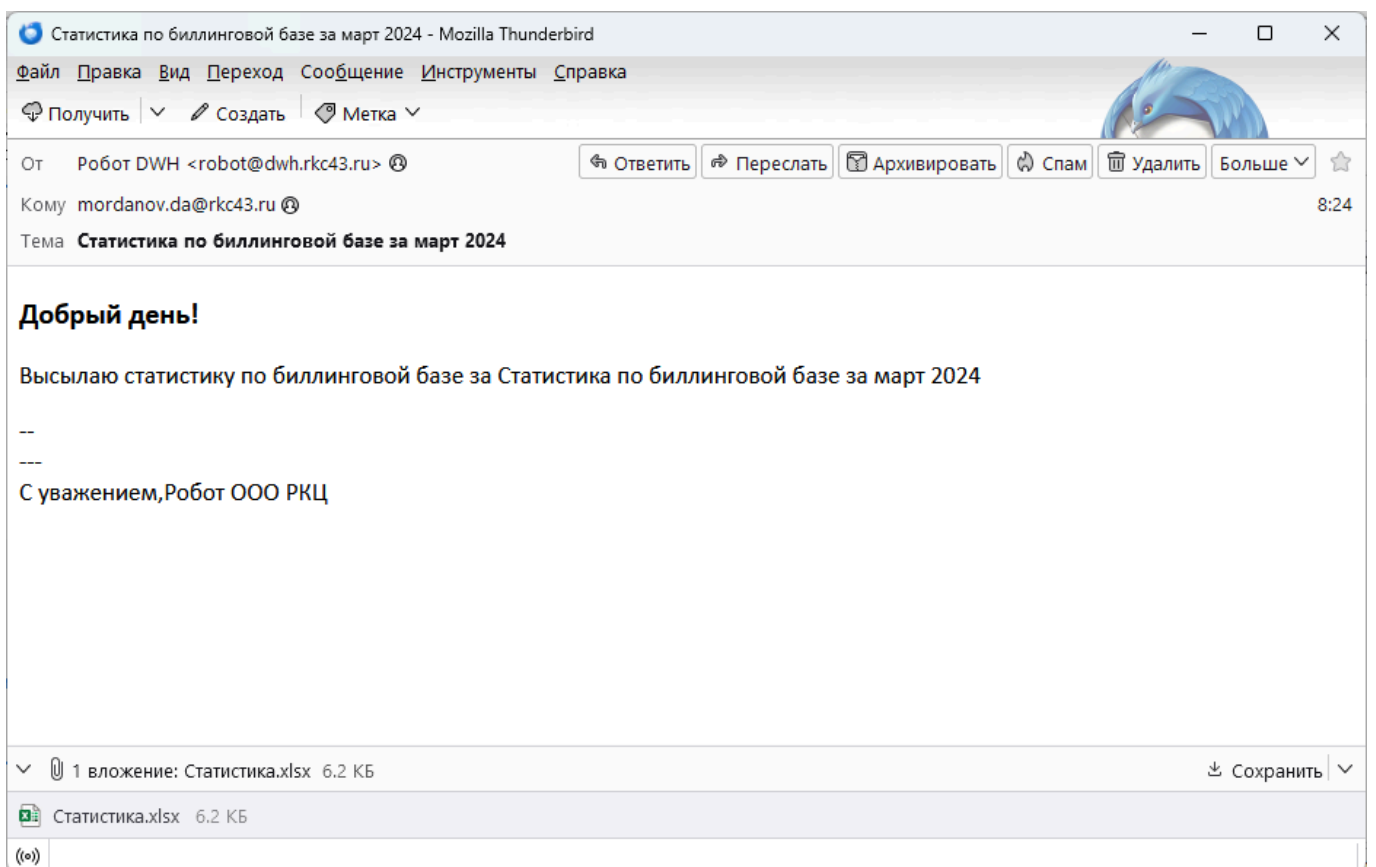 Статистика по биллинговой базе за март 2024 - Mozilla Thunderbird
Файл Правка Вид Переход Сообщение Инструменты Справка
Получить Создать Метка
От Робот DWH <robot@dwh.rkc43.ru> Ответить Переслать Архивировать Спам Удалить Больше
Кому mordanov.da@rkc43.ru 8:24
Тема Статистика по биллинговой базе за март 2024
Добрый день!
Высылаю статистику по биллинговой базе за Статистика по биллинговой базе за март 2024
--
---
С уважением,Робот ООО РКЦ
1 вложение: Статистика.xlsx 6.2 КБ Сохранить
Статистика.xlsx 6.2 КБ